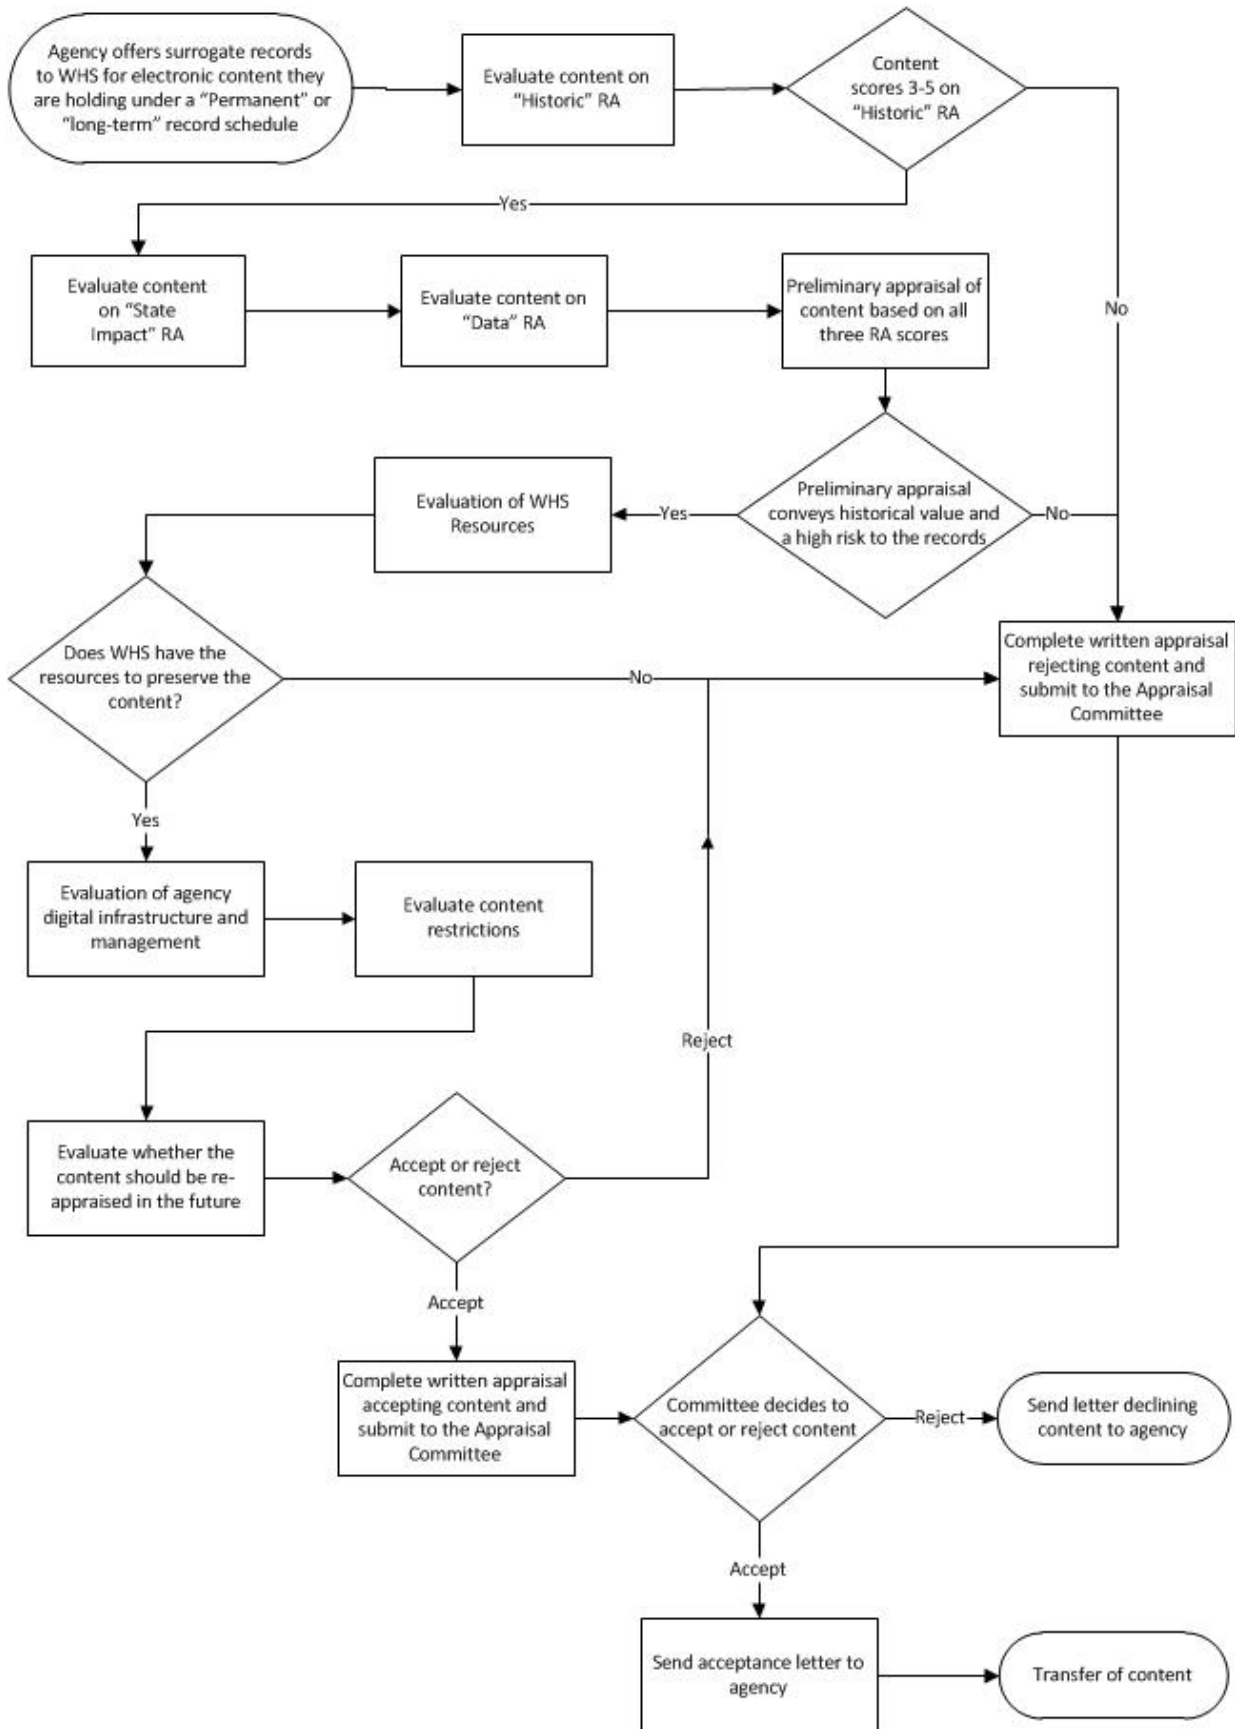 Agency offers surrogate records
to WHS for electronic content they
are holding under a “Permanent” or
“long-term” record schedule
Evaluate content on
“Historic” RA
Content
scores 3-5 on
“Historic” RA
Yes
No
Evaluate content
on “State
Impact” RA
Evaluate content on
“Data” RA
Preliminary appraisal of
content based on all
three RA scores
Preliminary appraisal
conveys historical value and
a high risk to the records
Yes
No
Evaluation of WHS
Resources
Does WHS have the
resources to preserve the
content?
No
Yes
Complete written appraisal
rejecting content and
submit to the Appraisal
Committee
Evaluation of agency
digital infrastructure and
management
Evaluate content
restrictions
Evaluate whether the
content should be re-
appraised in the future
Accept or reject
content?
Reject
Accept
Complete written appraisal
accepting content and
submit to the Appraisal
Committee
Committee decides to
accept or reject content
Reject
Send letter declining
content to agency
Accept
Send acceptance letter to
agency
Transfer of content